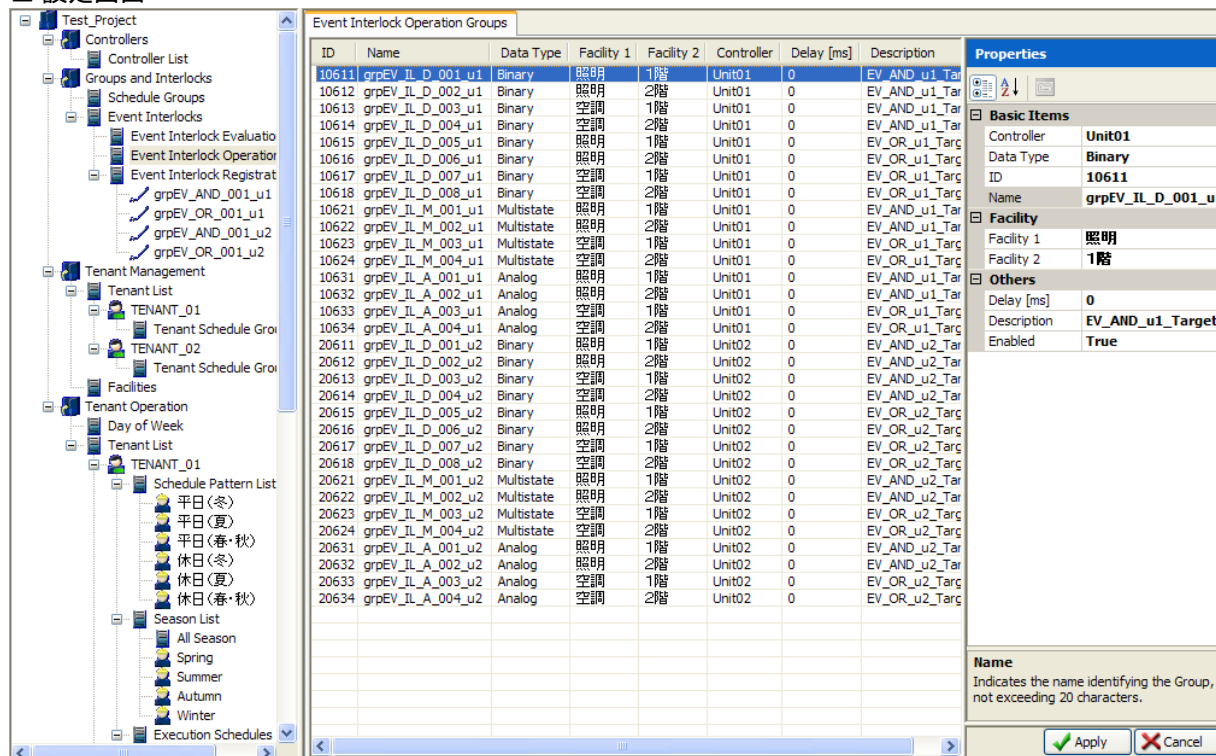 Test_Project
Controllers
Controller List
Groups and Interlocks
Schedule Groups
Event Interlocks
Event Interlock Evaluatio
Event Interlock Operation
Event Interlock Registrat
grpEV_AND_001_u1
grpEV_OR_001_u1
grpEV_AND_001_u2
grpEV_OR_001_u2
Tenant Management
Tenant List
TENANT_01
Tenant Schedule Grou
TENANT_02
Tenant Schedule Grou
Facilities
Tenant Operation
Day of Week
Tenant List
TENANT_01
Schedule Pattern List
平日(冬)
平日(夏)
平日(春・秋)
休日(冬)
休日(夏)
休日(春・秋)
Season List
All Season
Spring
Summer
Autumn
Winter
Execution Schedules
Event Interlock Operation Groups
ID Name Data Type Facility 1 Facility 2 Controller Delay [ms] Description
10611 grpEV_IL_D_001_u1 Binary 照明 1階 Unit01 0 EV_AND_u1_Tar
10612 grpEV_IL_D_002_u1 Binary 照明 2階 Unit01 0 EV_AND_u1_Tar
10613 grpEV_IL_D_003_u1 Binary 空調 1階 Unit01 0 EV_AND_u1_Tar
10614 grpEV_IL_D_004_u1 Binary 空調 2階 Unit01 0 EV_AND_u1_Tar
10615 grpEV_IL_D_005_u1 Binary 照明 1階 Unit01 0 EV_OR_u1_Targ
10616 grpEV_IL_D_006_u1 Binary 照明 2階 Unit01 0 EV_OR_u1_Targ
10617 grpEV_IL_D_007_u1 Binary 空調 1階 Unit01 0 EV_OR_u1_Targ
10618 grpEV_IL_D_008_u1 Binary 空調 2階 Unit01 0 EV_OR_u1_Targ
10621 grpEV_IL_M_001_u1 Multistate 照明 1階 Unit01 0 EV_AND_u1_Tar
10622 grpEV_IL_M_002_u1 Multistate 照明 2階 Unit01 0 EV_AND_u1_Tar
10623 grpEV_IL_M_003_u1 Multistate 空調 1階 Unit01 0 EV_OR_u1_Targ
10624 grpEV_IL_M_004_u1 Multistate 空調 2階 Unit01 0 EV_OR_u1_Targ
10631 grpEV_IL_A_001_u1 Analog 照明 1階 Unit01 0 EV_AND_u1_Tar
10632 grpEV_IL_A_002_u1 Analog 照明 2階 Unit01 0 EV_AND_u1_Tar
10633 grpEV_IL_A_003_u1 Analog 空調 1階 Unit01 0 EV_OR_u1_Targ
10634 grpEV_IL_A_004_u1 Analog 空調 2階 Unit01 0 EV_OR_u1_Targ
20611 grpEV_IL_D_001_u2 Binary 照明 1階 Unit02 0 EV_AND_u2_Tar
20612 grpEV_IL_D_002_u2 Binary 照明 2階 Unit02 0 EV_AND_u2_Tar
20613 grpEV_IL_D_003_u2 Binary 空調 1階 Unit02 0 EV_AND_u2_Tar
20614 grpEV_IL_D_004_u2 Binary 空調 2階 Unit02 0 EV_AND_u2_Tar
20615 grpEV_IL_D_005_u2 Binary 照明 1階 Unit02 0 EV_OR_u2_Targ
20616 grpEV_IL_D_006_u2 Binary 照明 2階 Unit02 0 EV_OR_u2_Targ
20617 grpEV_IL_D_007_u2 Binary 空調 1階 Unit02 0 EV_OR_u2_Targ
20618 grpEV_IL_D_008_u2 Binary 空調 2階 Unit02 0 EV_OR_u2_Targ
20621 grpEV_IL_M_001_u2 Multistate 照明 1階 Unit02 0 EV_AND_u2_Tar
20622 grpEV_IL_M_002_u2 Multistate 照明 2階 Unit02 0 EV_AND_u2_Tar
20623 grpEV_IL_M_003_u2 Multistate 空調 1階 Unit02 0 EV_OR_u2_Targ
20624 grpEV_IL_M_004_u2 Multistate 空調 2階 Unit02 0 EV_OR_u2_Targ
20631 grpEV_IL_A_001_u2 Analog 照明 1階 Unit02 0 EV_AND_u2_Tar
20632 grpEV_IL_A_002_u2 Analog 照明 2階 Unit02 0 EV_AND_u2_Tar
20633 grpEV_IL_A_003_u2 Analog 空調 1階 Unit02 0 EV_OR_u2_Targ
20634 grpEV_IL_A_004_u2 Analog 空調 2階 Unit02 0 EV_OR_u2_Targ
Properties
Basic Items
Controller Unit01
Data Type Binary
ID 10611
Name grpEV_IL_D_001_u
Facility
Facility 1 照明
Facility 2 1階
Others
Delay [ms] 0
Description EV_AND_u1_Target
Enabled True
Name
Indicates the name identifying the Group,
not exceeding 20 characters.
Apply Cancel